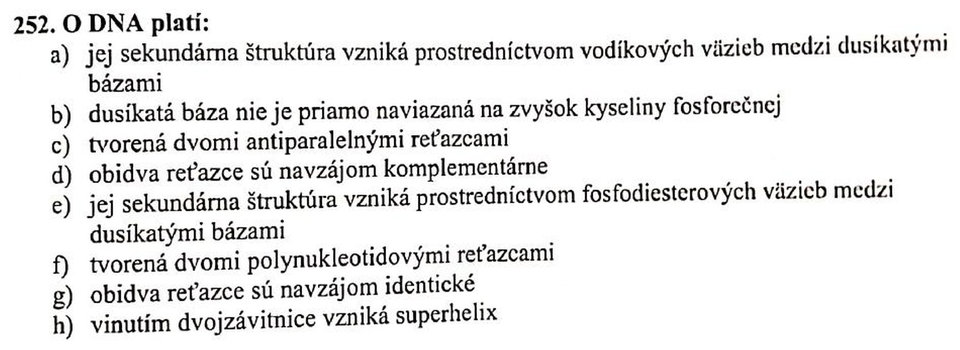 252. O DNA platí:
a) jej sekundárna štruktúra vzniká prostredníctvom vodíkových väzieb medzi dusíkatými
bázami
b) dusíkatá báza nie je priamo naviazaná na zvyšok kyseliny fosforečnej
c) tvorená dvomi antiparalelnými reťazcami
d) obidva reťazce sú navzájom komplementárne
e) jej sekundárna štruktúra vzniká prostredníctvom fosfodiesterových väzieb medzi
dusíkatými bázami
f) tvorená dvomi polynukleotidovými reťazcami
g) obidva reťazce sú navzájom identické
h) vinutím dvojzávitnice vzniká superhelix